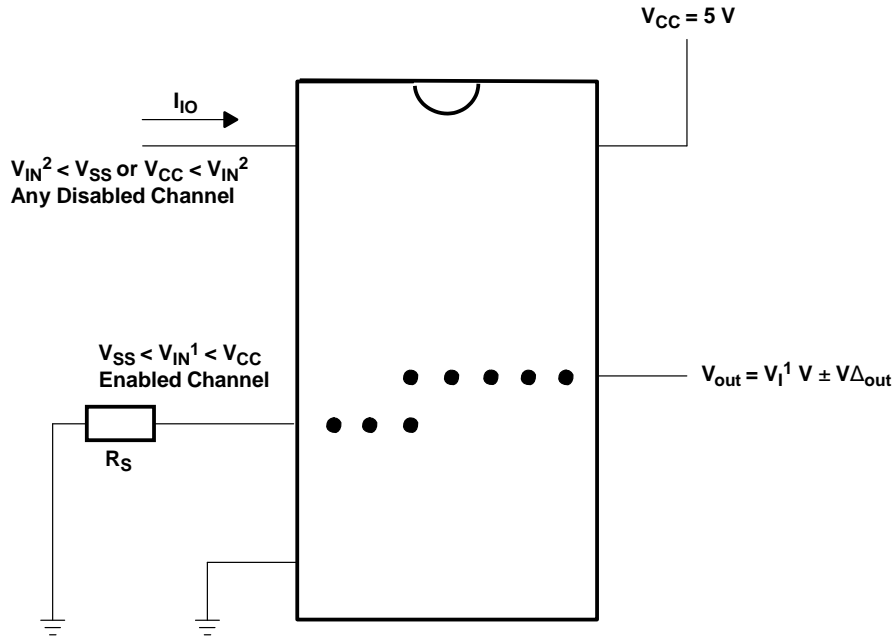 V_CC = 5 V
I_IO
V_IN^2 < V_SS or V_CC < V_IN^2
Any Disabled Channel
V_SS < V_IN^1 < V_CC
Enabled Channel
V_out = V_I^1 V ± VΔ_out
R_S